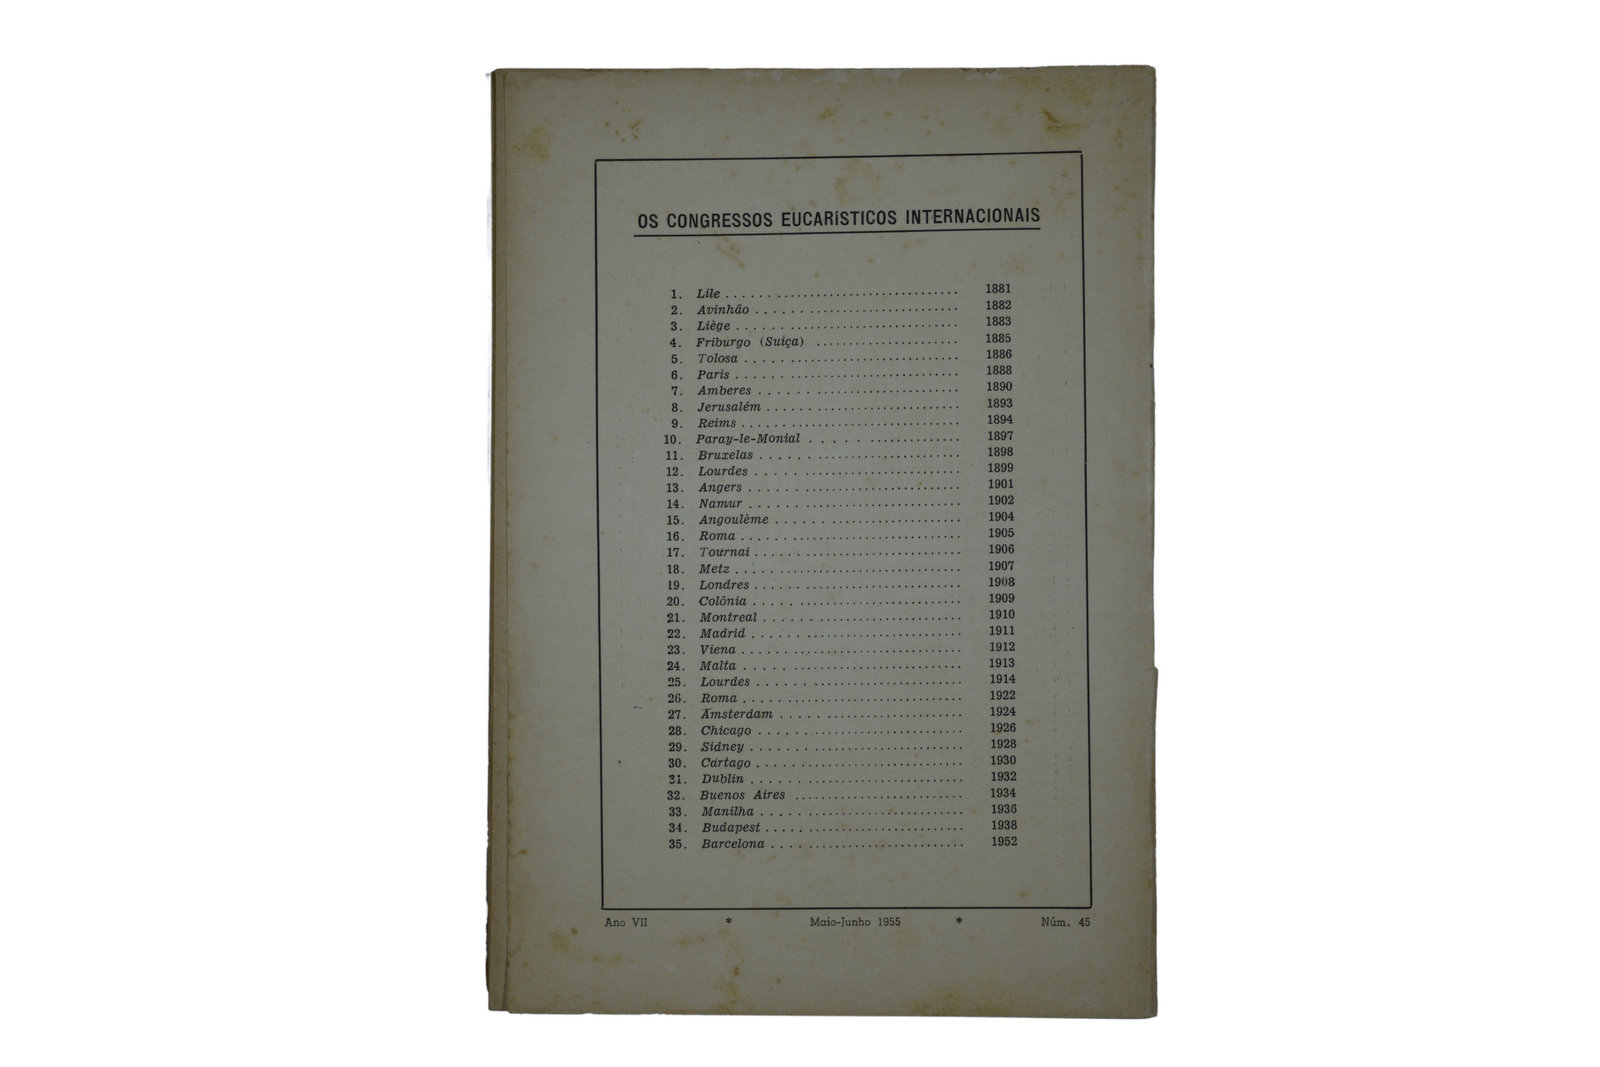 OS CONGRESSOS EUCARíSTICOS INTERNACIONAIS
1. Lile ................................ 1881
2. Avinhão ............................ 1882
3. Liège ............................... 1883
4. Friburgo (Suiça) ..................... 1885
5. Tolosa .............................. 1886
6. Paris ............................... 1888
7. Amberes ............................ 1890
8. Jerusalém ........................... 1893
9. Reims .............................. 1894
10. Paray-le-Monial ................... 1897
11. Bruxelas ........................... 1898
12. Lourdes ............................ 1899
13. Angers ............................. 1901
14. Namur ............................. 1902
15. Angoulème ......................... 1904
16. Roma .............................. 1905
17. Tournai ............................ 1906
18. Metz ............................... 1907
19. Londres ............................ 1908
20. Colônia ............................ 1909
21. Montreal ........................... 1910
22. Madrid ............................. 1911
23. Viena .............................. 1912
24. Malta .............................. 1913
25. Lourdes ............................ 1914
26. Roma .............................. 1922
27. Amsterdam ......................... 1924
28. Chicago ............................ 1926
29. Sidney ............................. 1928
30. Cártago ............................ 1930
31. Dublin ............................. 1932
32. Buenos Aires ........................ 1934
33. Manilha ............................ 1936
34. Budapest ........................... 1938
35. Barcelona .......................... 1952
Ano VII * Maio-Junho 1955 * Núm. 45